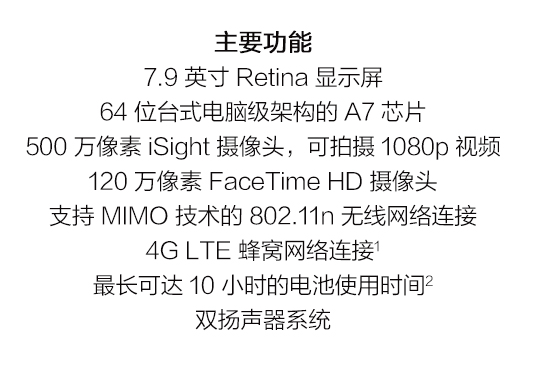 主要功能
7.9 英寸 Retina 显示屏
64 位台式电脑级架构的 A7 芯片
500 万像素 iSight 摄像头，可拍摄 1080p 视频
120 万像素 FaceTime HD 摄像头
支持 MIMO 技术的 802.11n 无线网络连接
4G LTE 蜂窝网络连接¹
最长可达 10 小时的电池使用时间²
双扬声器系统